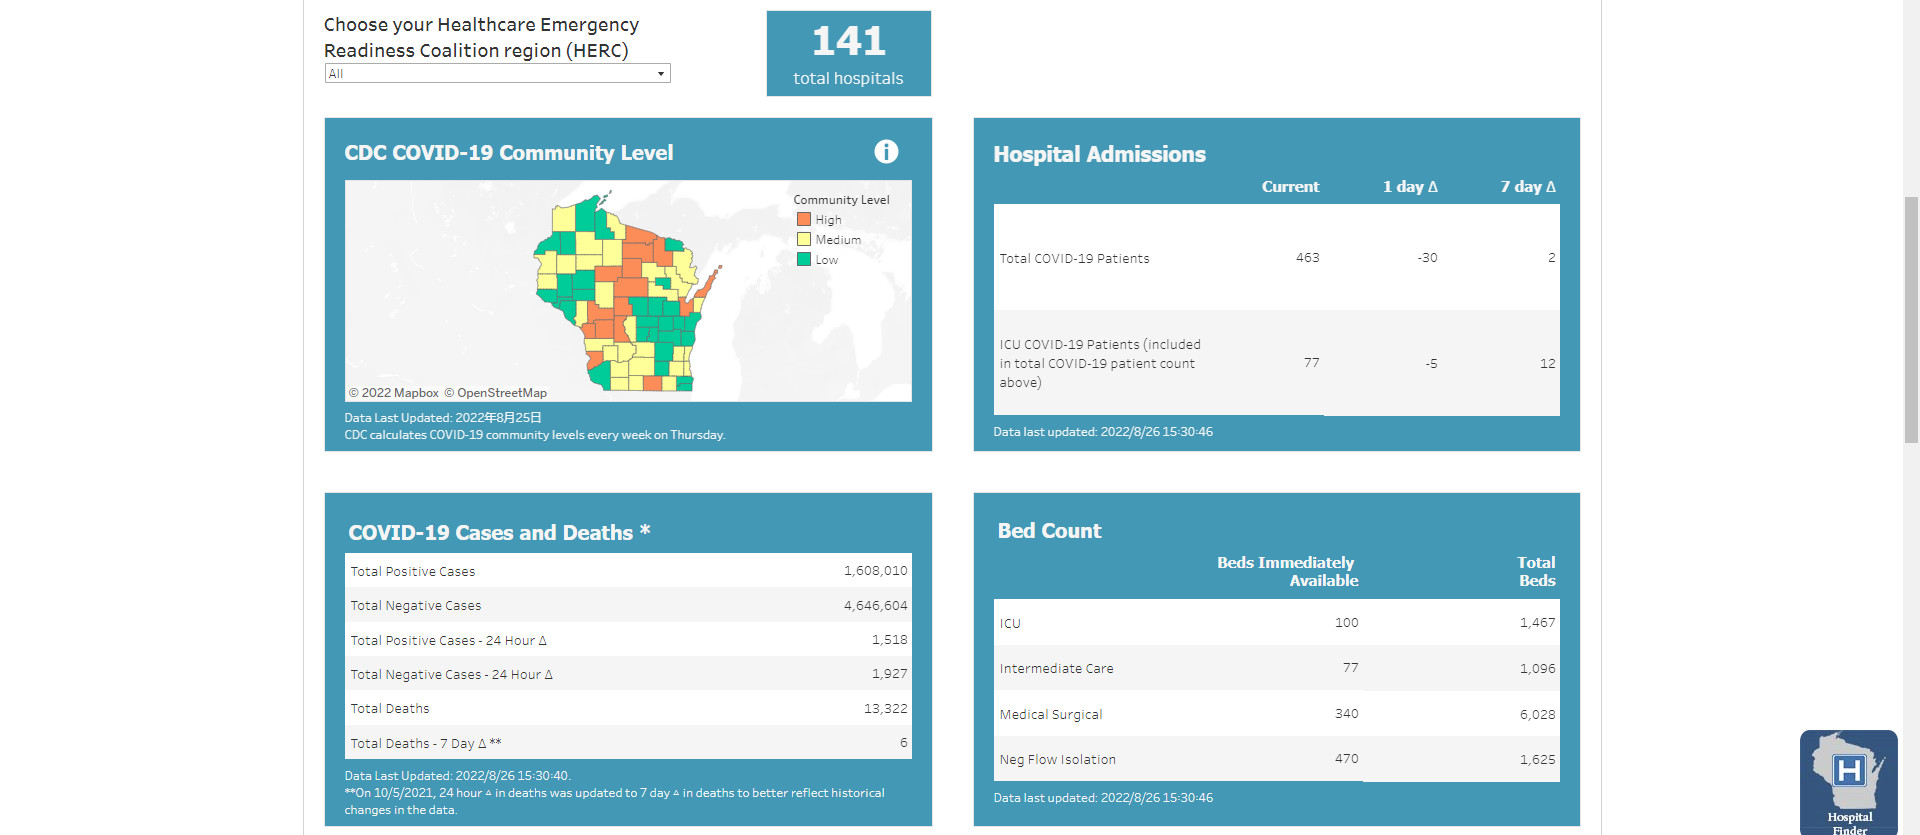 Choose your Healthcare Emergency
Readiness Coalition region (HERC)
All
141
total hospitals
CDC COVID-19 Community Level
i
Community Level
High
Medium
Low
© 2022 Mapbox © OpenStreetMap
Data Last Updated: 2022年8月25日
CDC calculates COVID-19 community levels every week on Thursday.
Hospital Admissions
Current 1 day Δ 7 day Δ
Total COVID-19 Patients 463 -30 2
ICU COVID-19 Patients (included
in total COVID-19 patient count 77 -5 12
above)
Data last updated: 2022/8/26 15:30:46
COVID-19 Cases and Deaths *
Total Positive Cases 1,608,010
Total Negative Cases 4,646,604
Total Positive Cases - 24 Hour Δ 1,518
Total Negative Cases - 24 Hour Δ 1,927
Total Deaths 13,322
Total Deaths - 7 Day Δ ** 6
Data Last Updated: 2022/8/26 15:30:40.
**On 10/5/2021, 24 hour Δ in deaths was updated to 7 day Δ in deaths to better reflect historical
changes in the data.
Bed Count
Beds Immediately Total
Available Beds
ICU 100 1,467
Intermediate Care 77 1,096
Medical Surgical 340 6,028
Neg Flow Isolation 470 1,625
Data last updated: 2022/8/26 15:30:46
H
Hospital
Finder